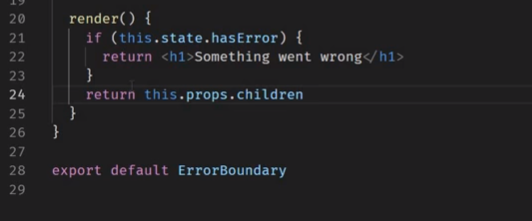 20 render() {
21 if (this.state.hasError) {
22 return <h1>Something went wrong</h1>
23 }
24 return this.props.children
25 }
26 }
27
28 export default ErrorBoundary
29